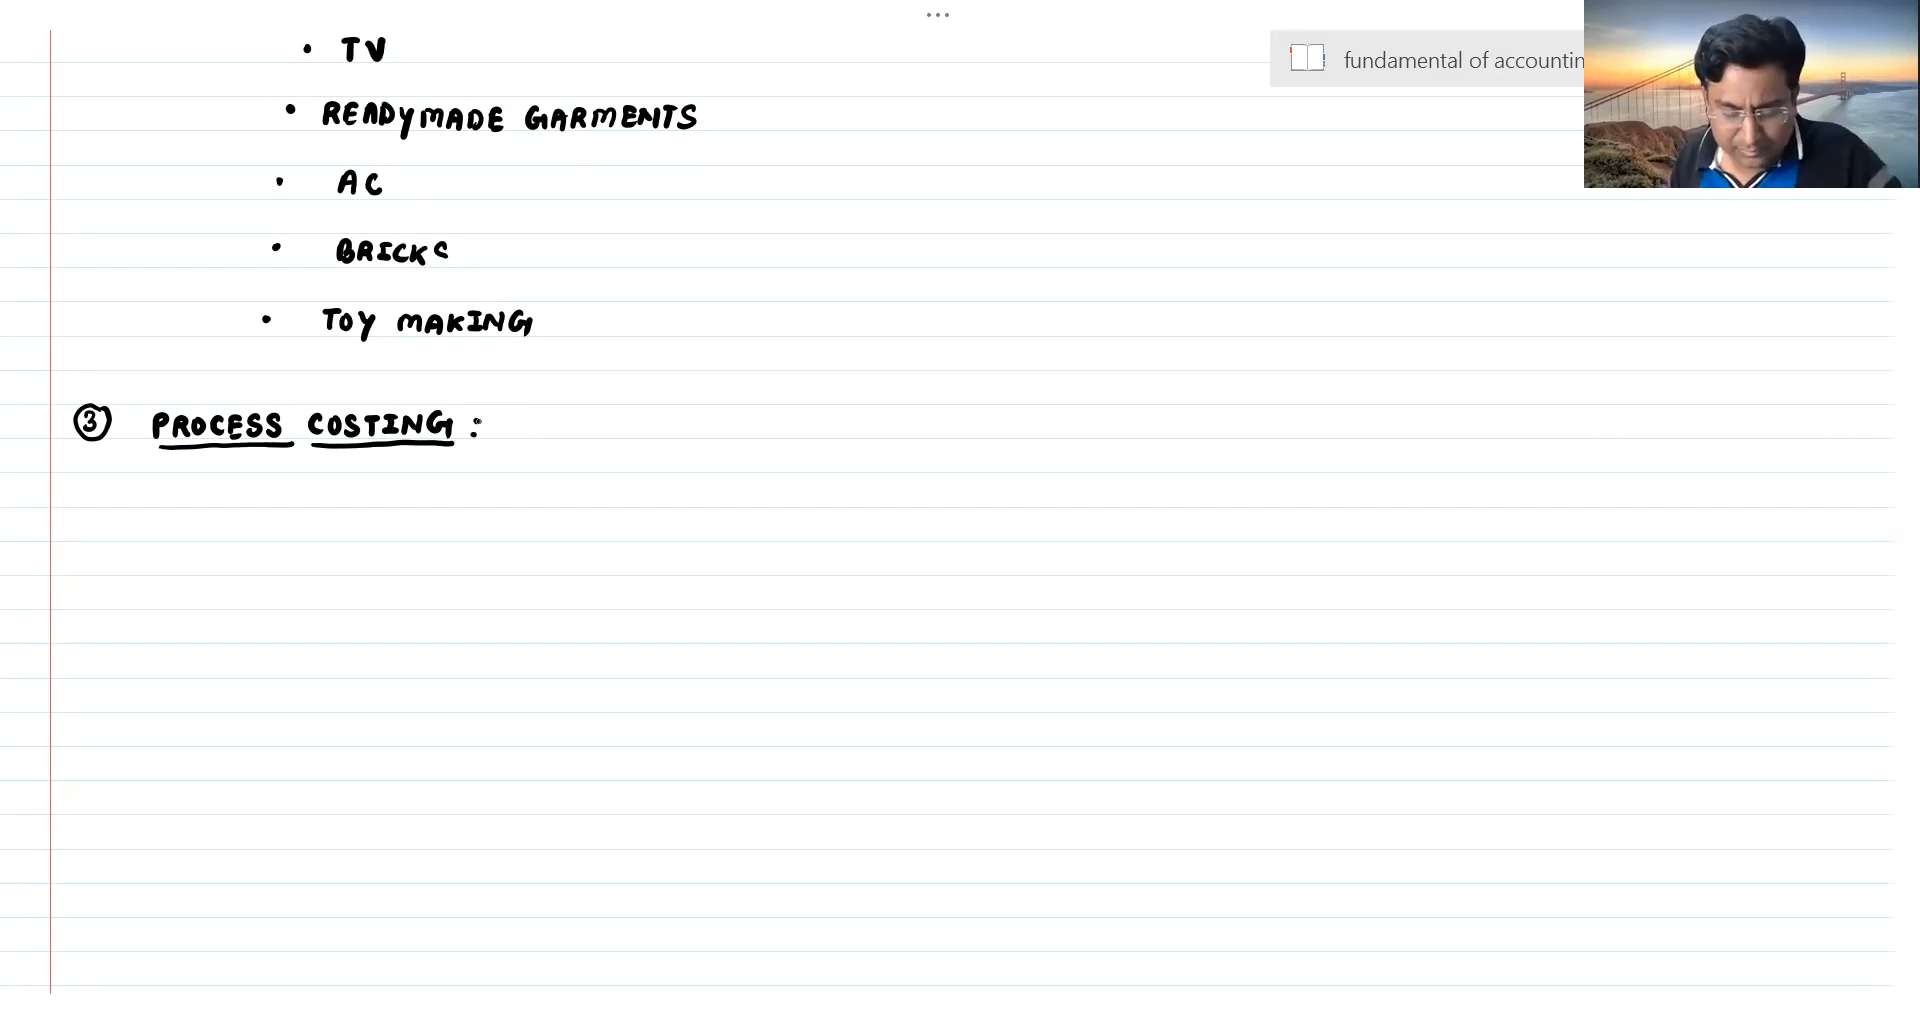 ...
• TV
fundamental of accountin
• READYMADE GARMENTS
• AC
• BRICKS
• TOY MAKING
③ PROCESS COSTING :